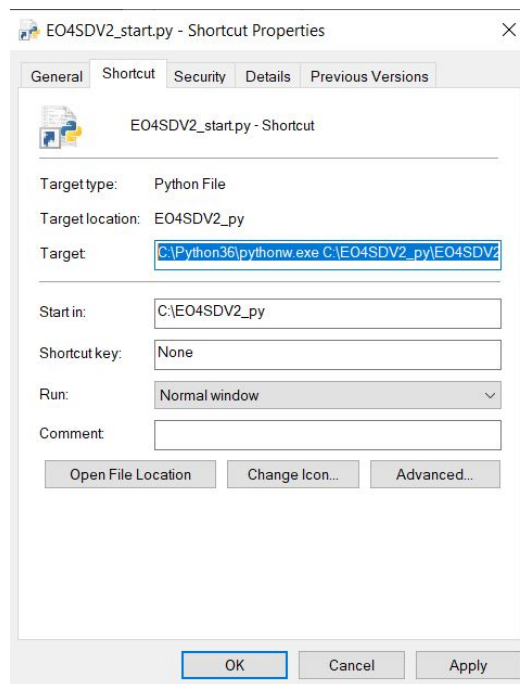 EO4SDV2_start.py - Shortcut Properties
General Shortcut Security Details Previous Versions
EO4SDV2_start.py - Shortcut
Target type: Python File
Target location: EO4SDV2_py
Target: C:\Python36\pythonw.exe C:\EO4SDV2_py\EO4SDV2
Start in: C:\EO4SDV2_py
Shortcut key: None
Run: Normal window
Comment:
Open File Location Change Icon... Advanced...
OK Cancel Apply